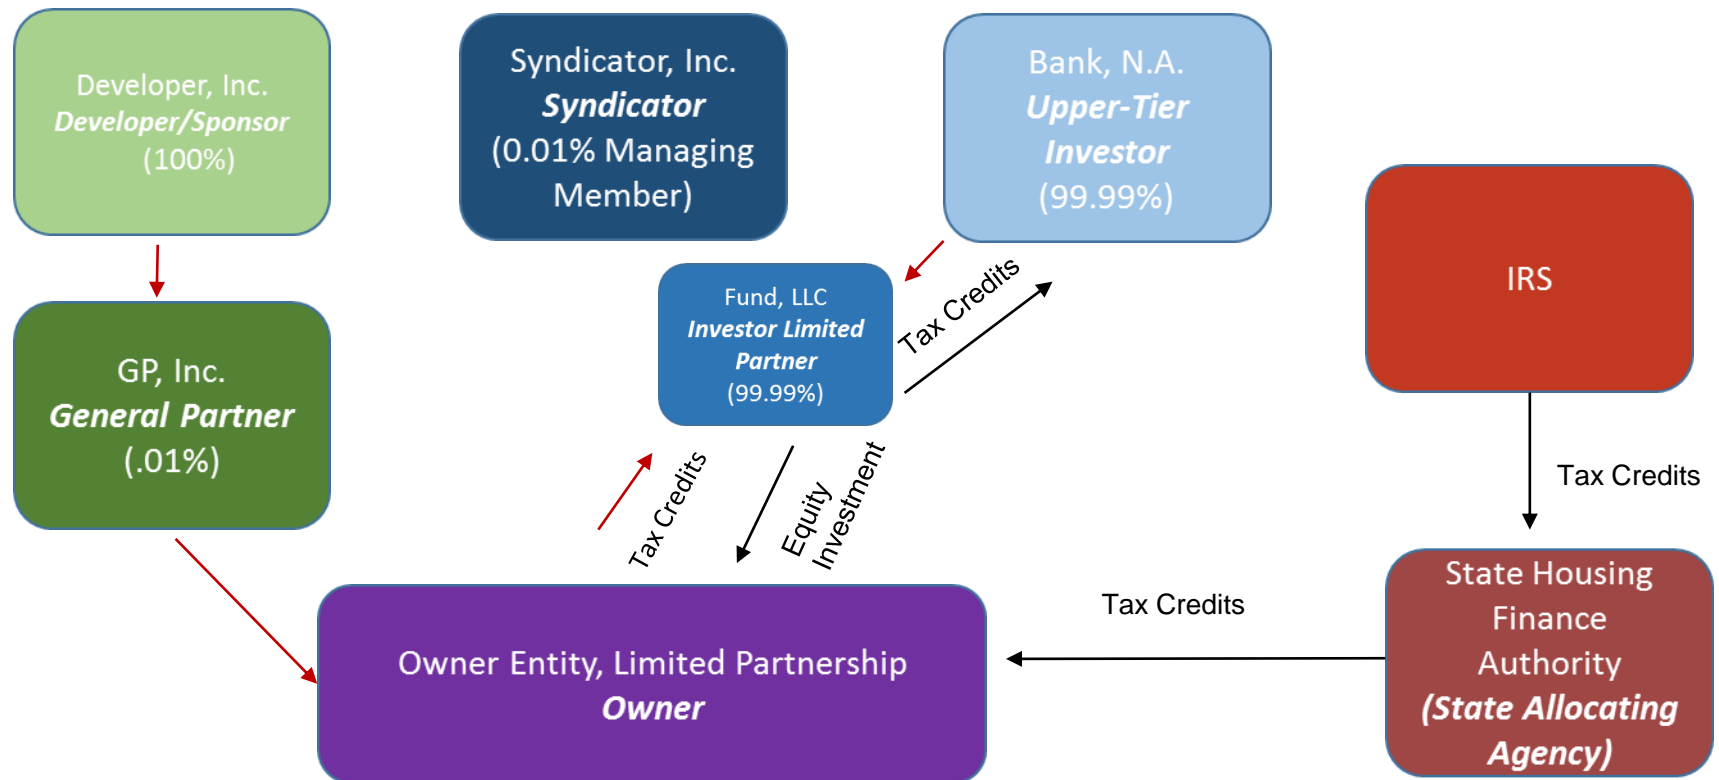 Developer, Inc.
Developer/Sponsor
(100%)
Syndicator, Inc.
Syndicator
(0.01% Managing
Member)
Bank, N.A.
Upper-Tier
Investor
(99.99%)
IRS
Fund, LLC
Investor Limited
Partner
(99.99%)
Tax Credits
GP, Inc.
General Partner
(.01%)
Tax Credits
Equity
Investment
Tax Credits
Tax Credits
Owner Entity, Limited Partnership
Owner
State Housing
Finance
Authority
(State Allocating
Agency)